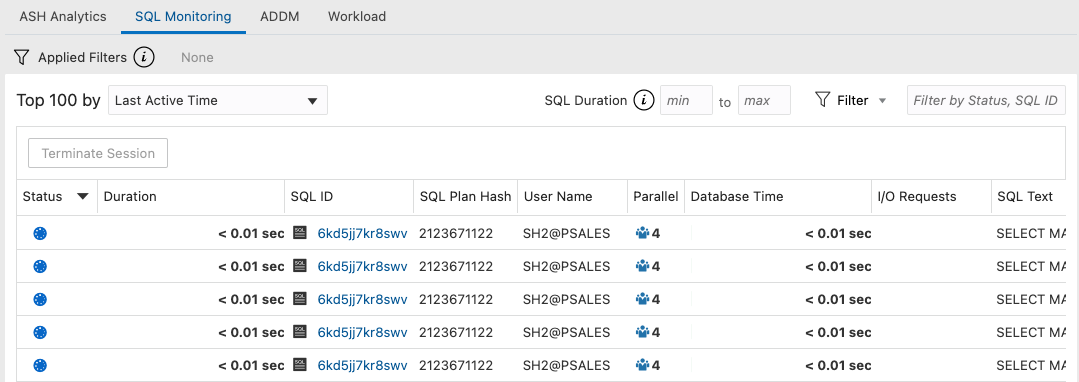 ASH Analytics SQL Monitoring ADDM Workload
Applied Filters i None
Top 100 by Last Active Time SQL Duration i min to max Filter Filter by Status, SQL ID
Terminate Session
Status Duration SQL ID SQL Plan Hash User Name Parallel Database Time I/O Requests SQL Text
< 0.01 sec SQL 6kd5jj7kr8swv 2123671122 SH2@PSALES 4 < 0.01 sec SELECT MA
< 0.01 sec SQL 6kd5jj7kr8swv 2123671122 SH2@PSALES 4 < 0.01 sec SELECT MA
< 0.01 sec SQL 6kd5jj7kr8swv 2123671122 SH2@PSALES 4 < 0.01 sec SELECT MA
< 0.01 sec SQL 6kd5jj7kr8swv 2123671122 SH2@PSALES 4 < 0.01 sec SELECT MA
< 0.01 sec SQL 6kd5jj7kr8swv 2123671122 SH2@PSALES 4 < 0.01 sec SELECT MA